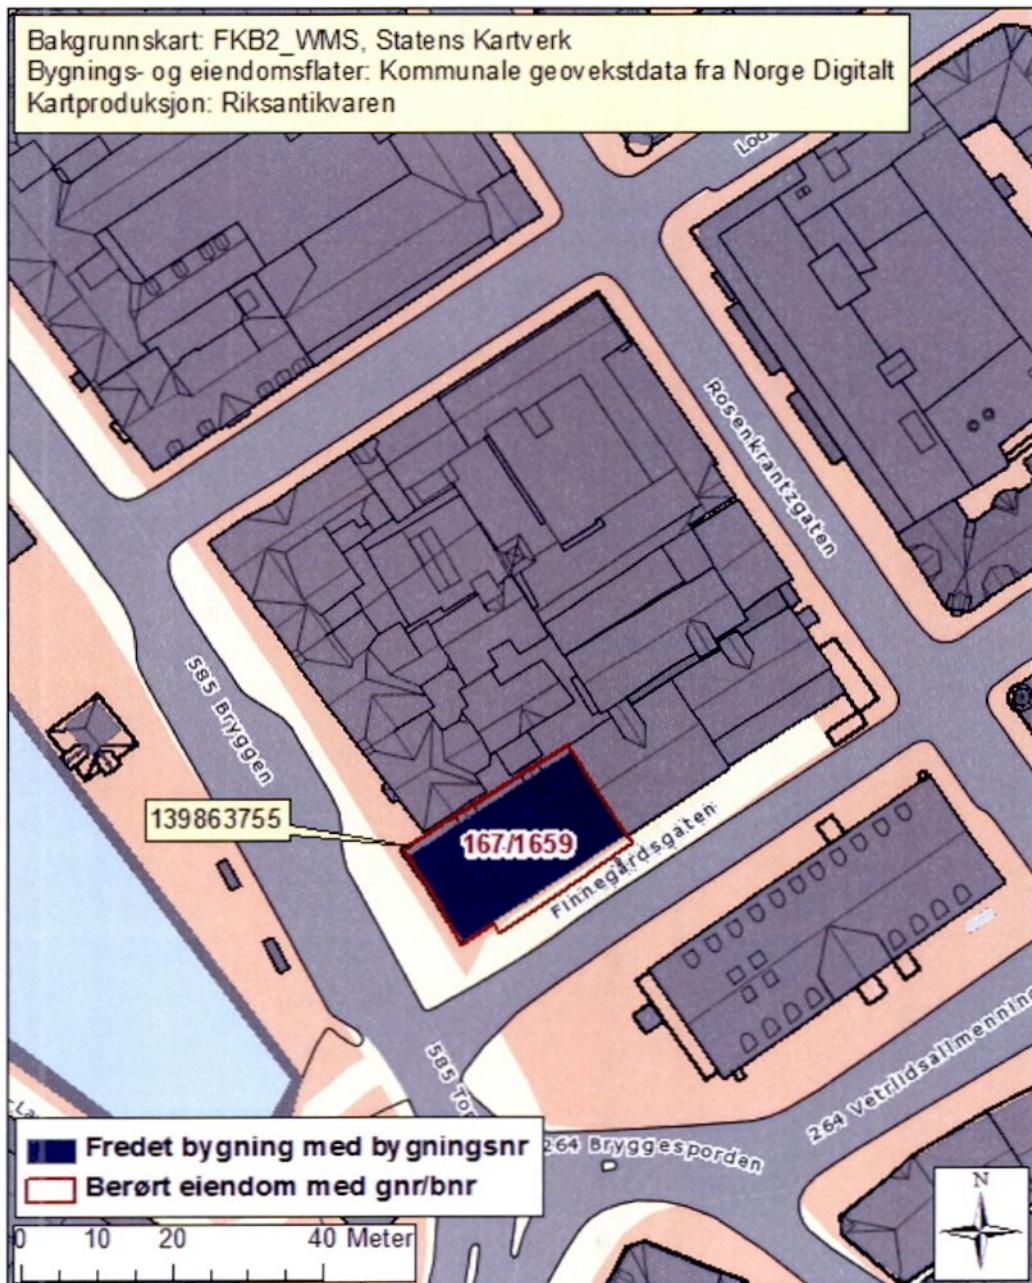 Bakgrunnskart: FKB2_WMS, Statens Kartverk
Bygnings- og eiendomsflater: Kommunale geovekstdata fra Norge Digitalt
Kartproduksjon: Riksantikvaren
Rosenkrantzgaten
585 Bryggen
139863755
167/1659
Finnegårdsgaten
264 Vetrlidsallmenning
264 Bryggesporden
Fredet bygning med bygningsnr
Berørt eiendom med gnr/bnr
N
0 10 20 40 Meter